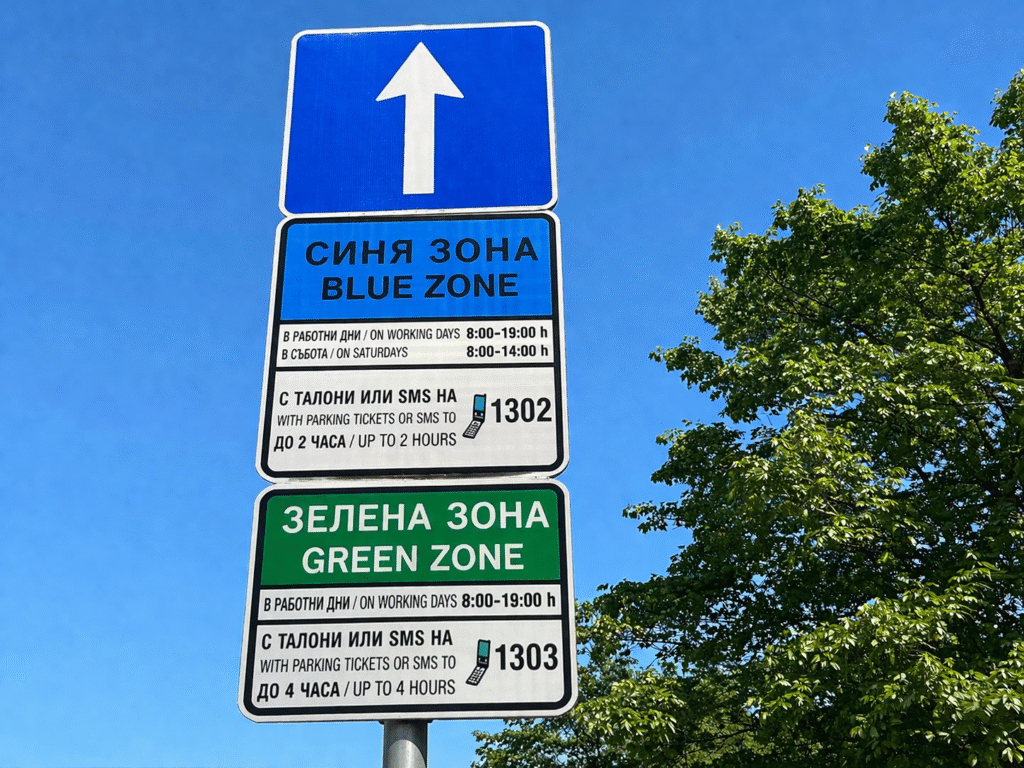 СИНЯ ЗОНА
BLUE ZONE
В РАБОТНИ ДНИ / ON WORKING DAYS 8:00-19:00 h
В СЪБОТА / ON SATURDAYS 8:00-14:00 h
С ТАЛОНИ ИЛИ SMS НА
WITH PARKING TICKETS OR SMS TO 1302
ДО 2 ЧАСА / UP TO 2 HOURS
ЗЕЛЕНА ЗОНА
GREEN ZONE
В РАБОТНИ ДНИ / ON WORKING DAYS 8:00-19:00 h
С ТАЛОНИ ИЛИ SMS НА
WITH PARKING TICKETS OR SMS TO 1303
ДО 4 ЧАСА / UP TO 4 HOURS